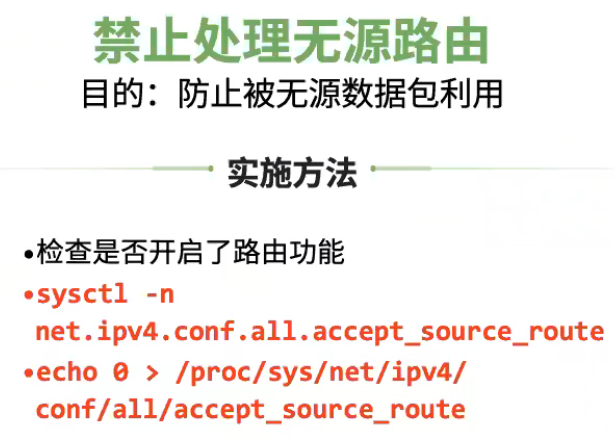 禁止处理无源路由
目的：防止被无源数据包利用
实施方法
•检查是否开启了路由功能
•sysctl -n
net.ipv4.conf.all.accept_source_route
•echo 0 > /proc/sys/net/ipv4/
conf/all/accept_source_route